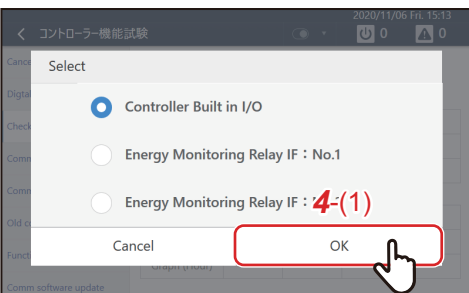 2020/11/06 Fri. 15:13
コントローラー機能試験
0
0
Cance
Select
Digtal
Controller Built in I/O
Check
Energy Monitoring Relay IF：No.1
Comm
Comm
Energy Monitoring Relay IF：
4-(1)
Old c
Cancel
OK
Functi
Graph (Hour)
Comm software update